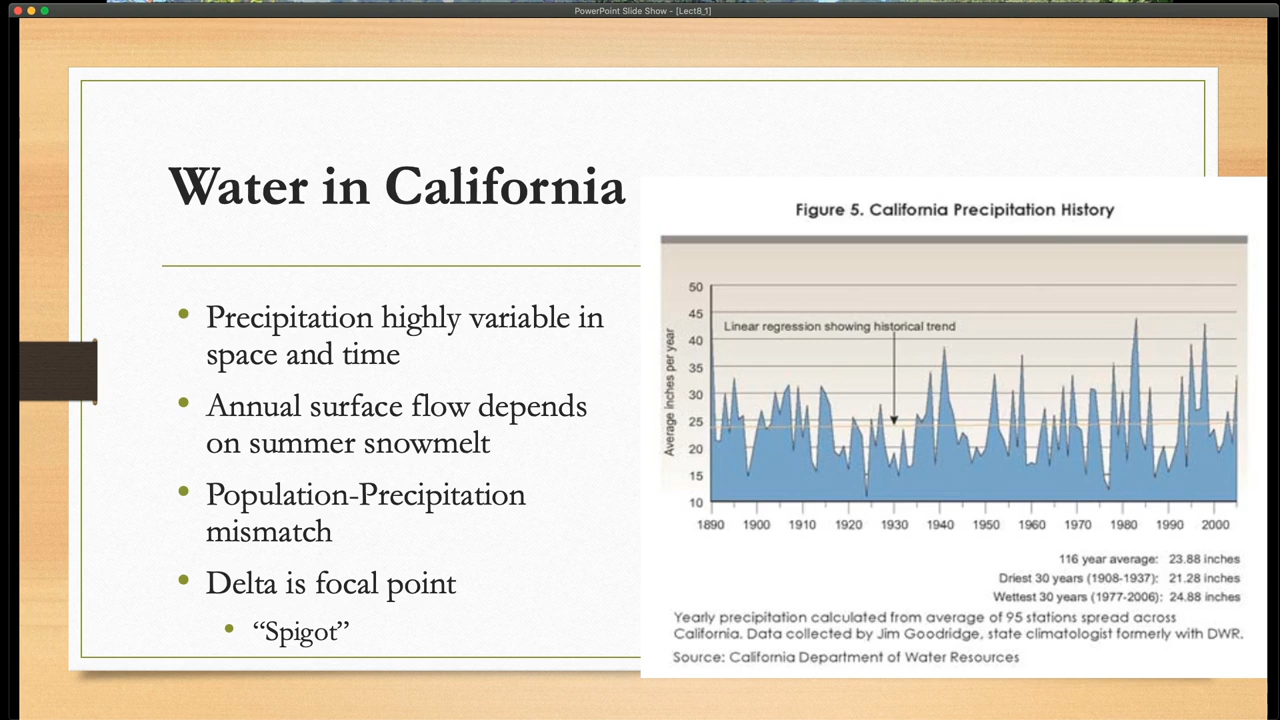 PowerPoint Slide Show - [Lect8_1]
Water in California
• Precipitation highly variable in
space and time
• Annual surface flow depends
on summer snowmelt
• Population-Precipitation
mismatch
• Delta is focal point
• “Spigot”
Figure 5. California Precipitation History
Average inches per year
50
45
40
35
30
25
20
15
10
Linear regression showing historical trend
1890 1900 1910 1920 1930 1940 1950 1960 1970 1980 1990 2000
116 year average: 23.88 inches
Driest 30 years (1908-1937): 21.28 inches
Wettest 30 years (1977-2006): 24.88 inches
Yearly precipitation calculated from average of 95 stations spread across
California. Data collected by Jim Goodridge, state climatologist formerly with DWR.
Source: California Department of Water Resources